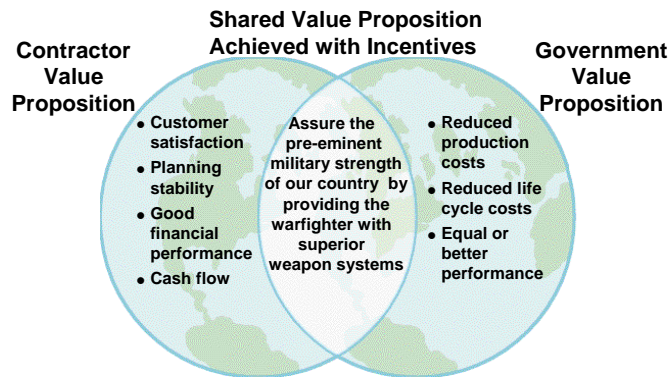 Shared Value Proposition
Achieved with Incentives
Contractor
Value
Proposition
Government
Value
Proposition
• Customer
satisfaction
• Planning
stability
• Good
financial
performance
• Cash flow
Assure the
pre-eminent
military strength
of our country by
providing the
warfighter with
superior
weapon systems
• Reduced
production
costs
• Reduced life
cycle costs
• Equal or
better
performance